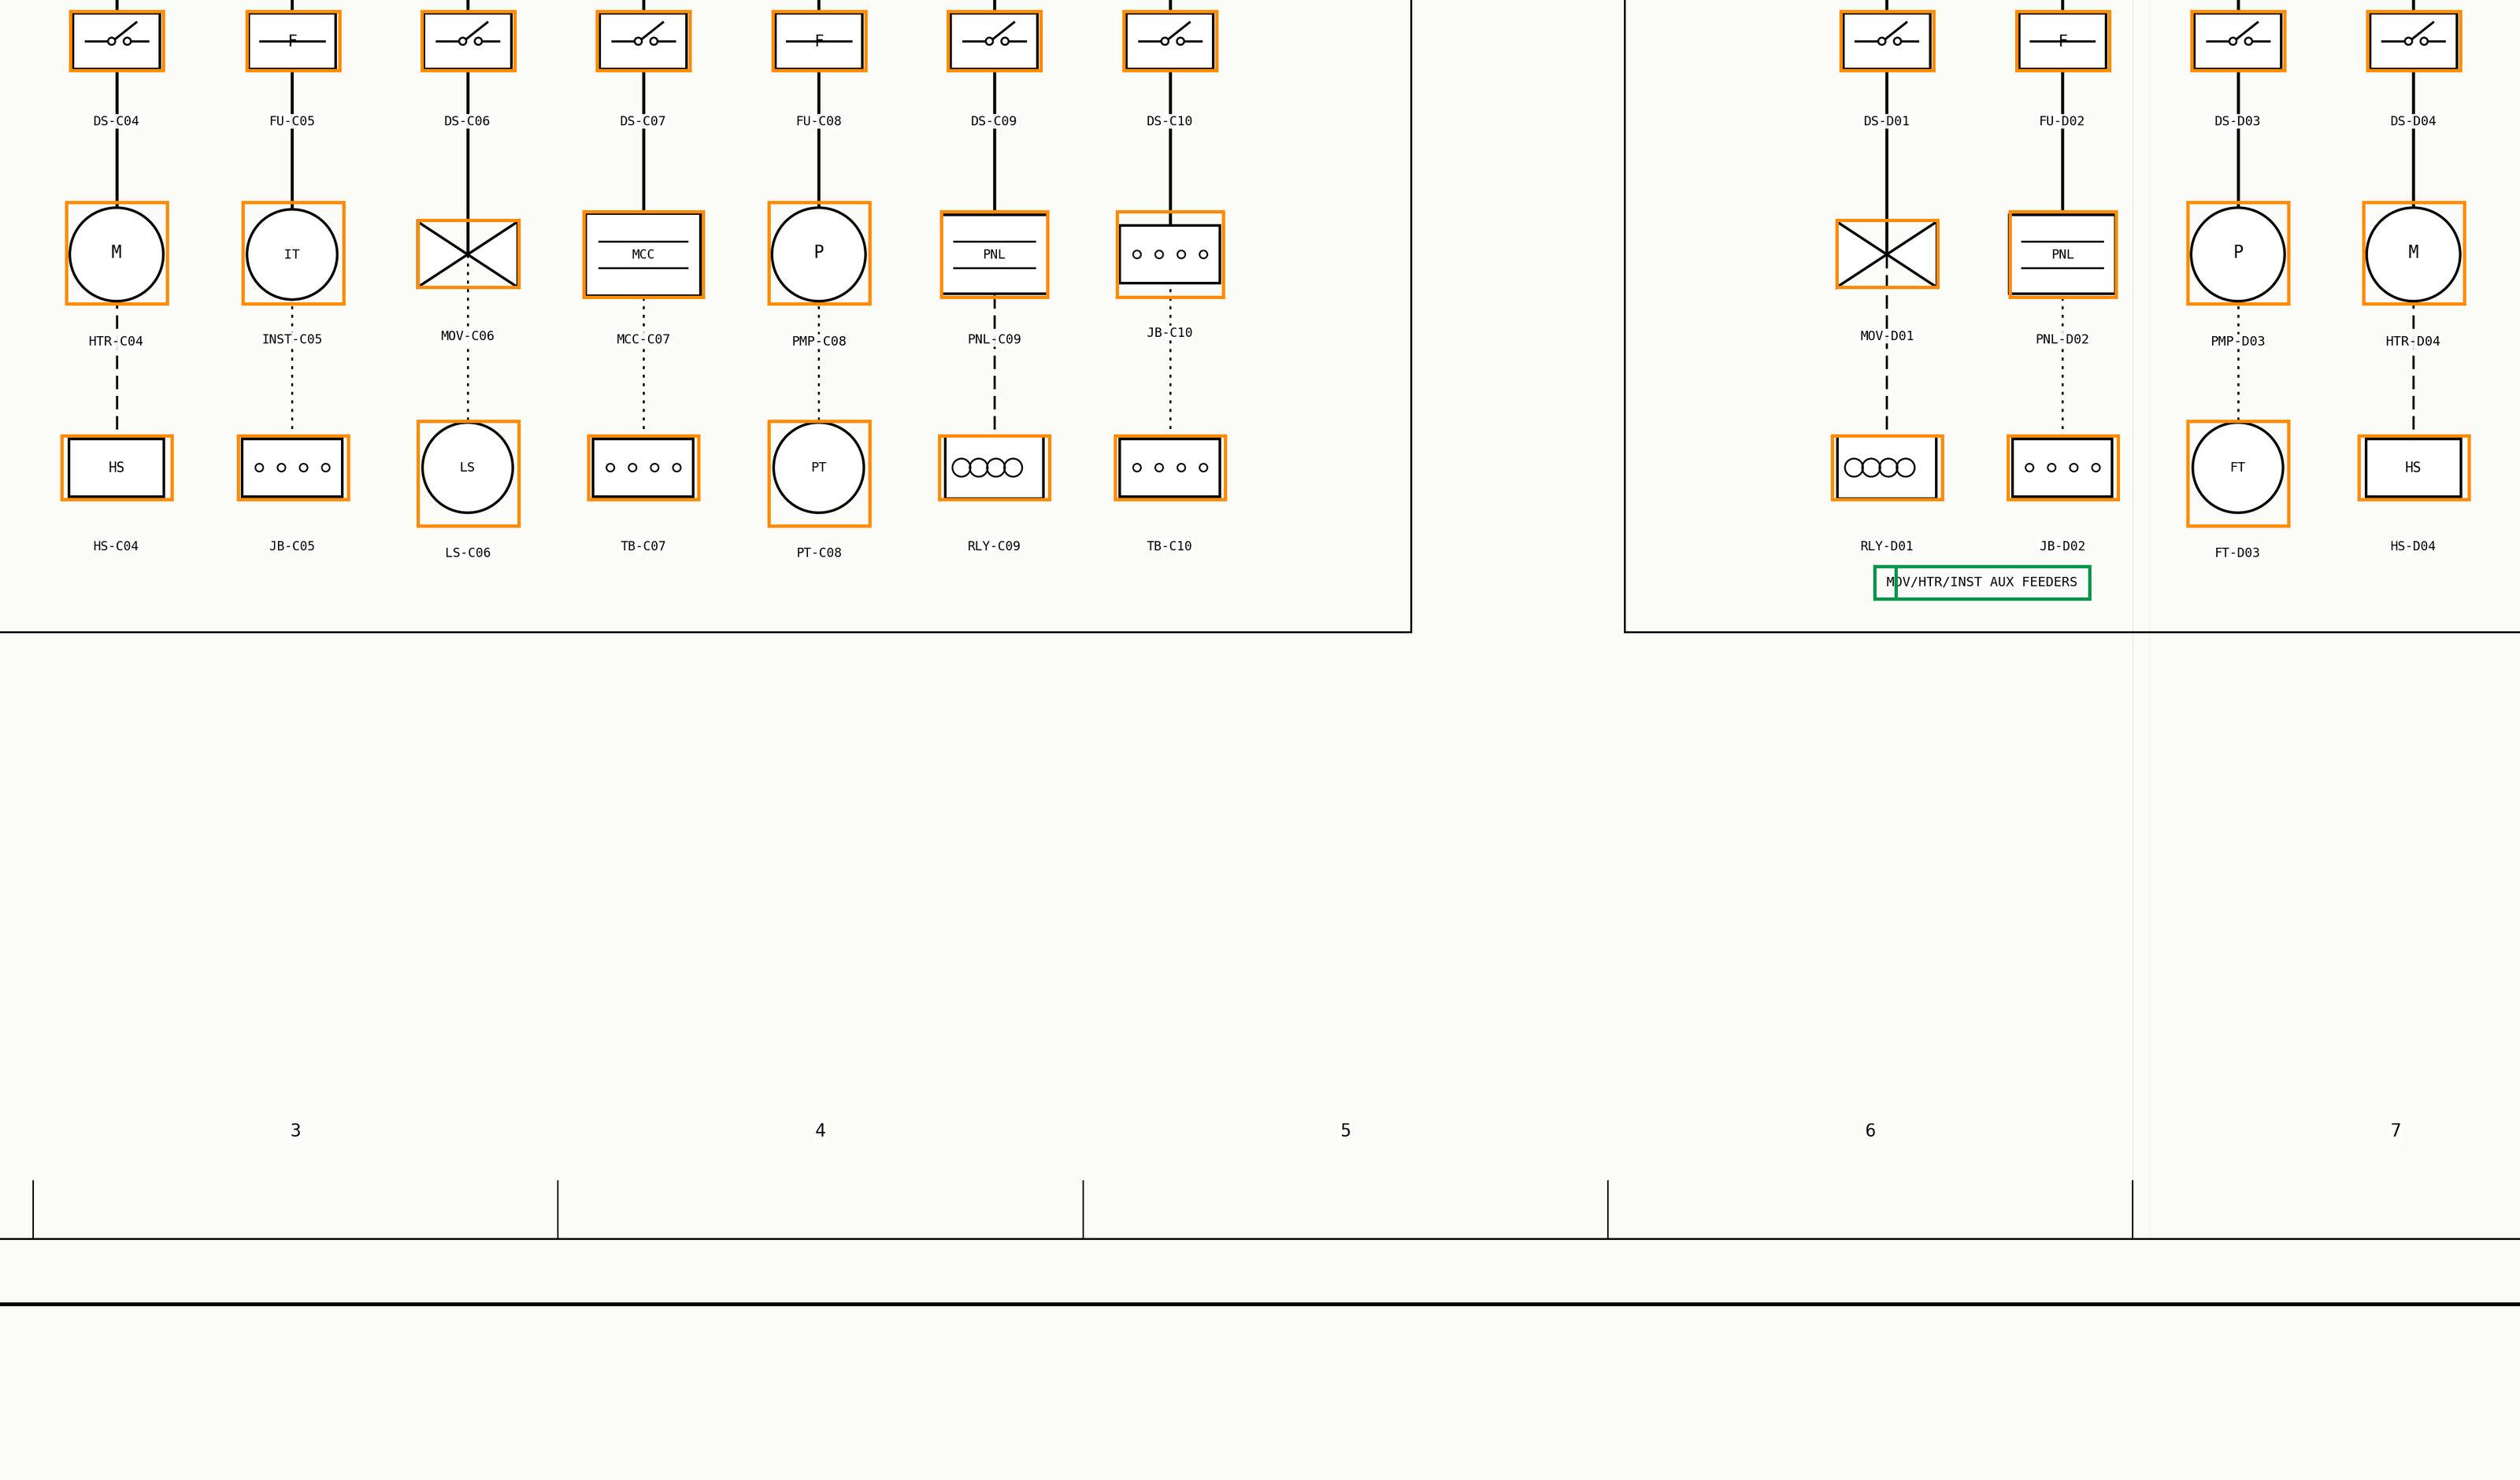 F F F
DS-C04 FU-C05 DS-C06 DS-C07 FU-C08 DS-C09 DS-C10 DS-D01 FU-D02 DS-D03 DS-D04
M IT MCC P PNL PNL P M
HTR-C04 INST-C05 MOV-C06 MCC-C07 PMP-C08 PNL-C09 JB-C10 MOV-D01 PNL-D02 PMP-D03 HTR-D04
HS LS PT FT HS
HS-C04 JB-C05 LS-C06 TB-C07 PT-C08 RLY-C09 TB-C10 RLY-D01 JB-D02 FT-D03 HS-D04
MOV/HTR/INST AUX FEEDERS
3 4 5 6 7